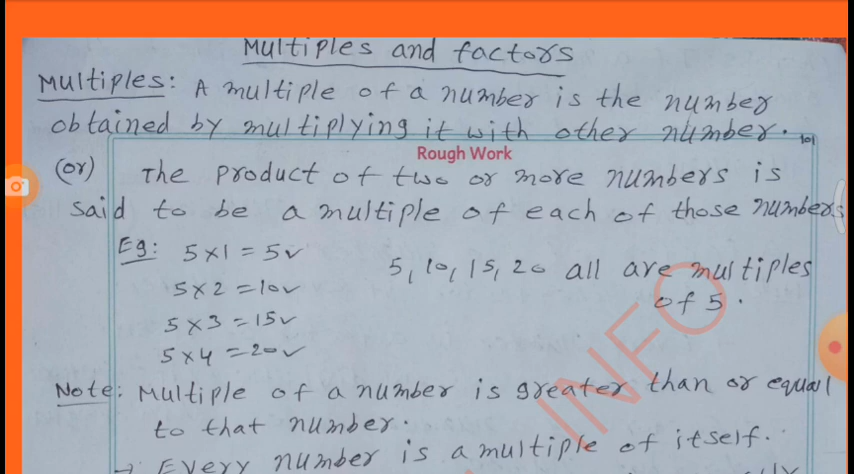 Multiples and factors
Multiples: A multiple of a number is the number
obtained by multiplying it with other number.
101
Rough Work
(or) The product of two or more numbers is
said to be a multiple of each of those numbers
Eg: 5×1 = 5✓
5×2 = 10✓
5×3 = 15✓
5×4 = 20✓
5, 10, 15, 20 all are multiples
of 5.
INFO
Note: Multiple of a number is greater than or equal
to that number.
→ Every number is a multiple of itself.